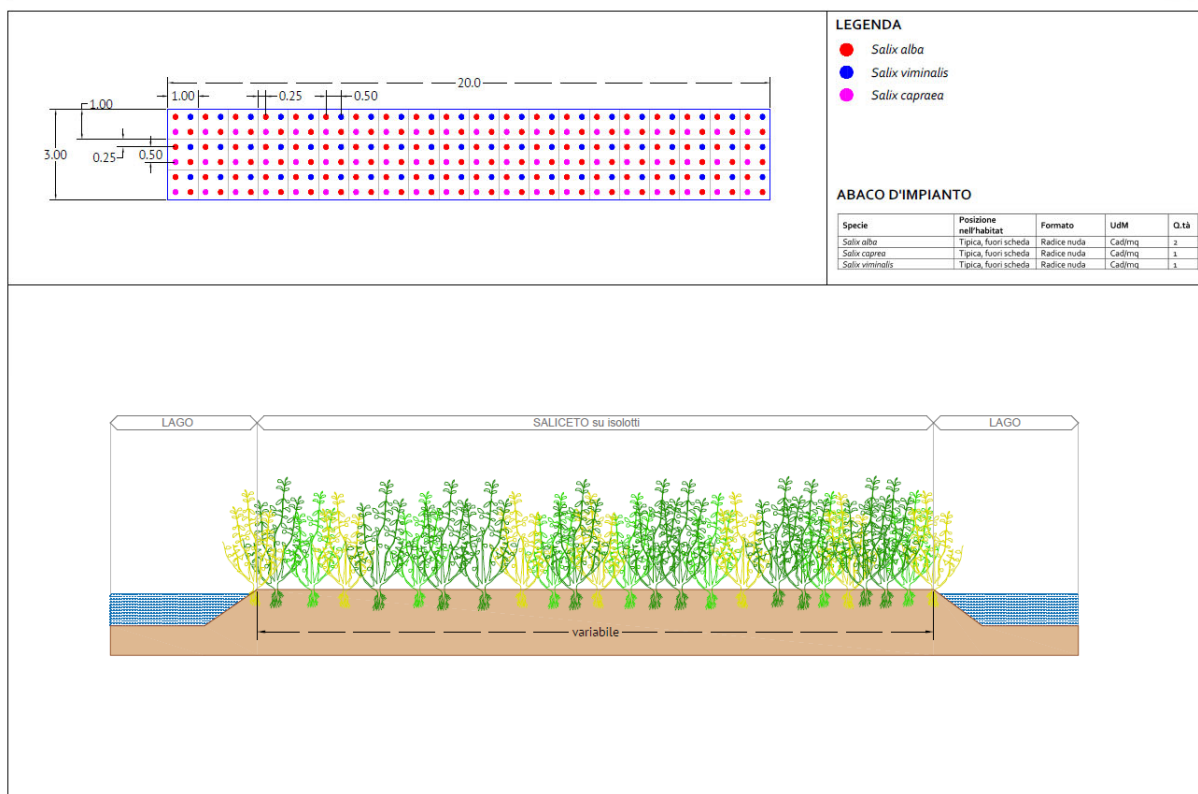 20.0
1.00
0.25
0.50
1.00
3.00
0.25
0.50
LEGENDA
Salix alba
Salix viminalis
Salix capraea
ABACO D'IMPIANTO
Specie Posizione nell'habitat Formato UdM Q.tà
Salix alba Tipica, fuori scheda Radice nuda Cad/mq 2
Salix caprea Tipica, fuori scheda Radice nuda Cad/mq 1
Salix viminalis Tipica, fuori scheda Radice nuda Cad/mq 1
LAGO SALICETO su isolotti LAGO
variabile